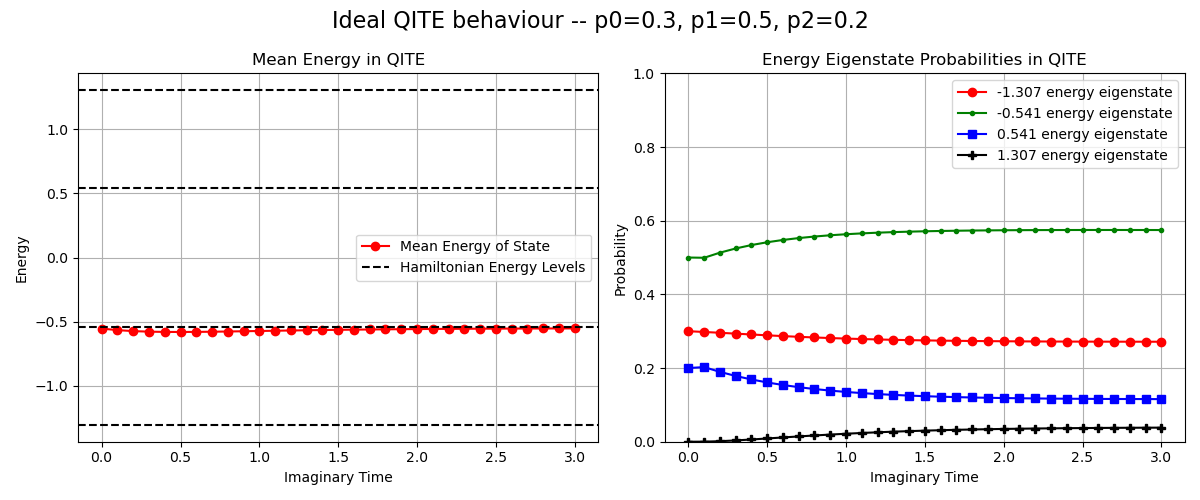 Ideal QITE behaviour -- p0=0.3, p1=0.5, p2=0.2
Mean Energy in QITE
Energy
1.0
0.5
0.0
−0.5
−1.0
Mean Energy of State
Hamiltonian Energy Levels
0.0 0.5 1.0 1.5 2.0 2.5 3.0
Imaginary Time
Energy Eigenstate Probabilities in QITE
Probability
1.0
0.8
0.6
0.4
0.2
0.0
-1.307 energy eigenstate
-0.541 energy eigenstate
0.541 energy eigenstate
1.307 energy eigenstate
0.0 0.5 1.0 1.5 2.0 2.5 3.0
Imaginary Time